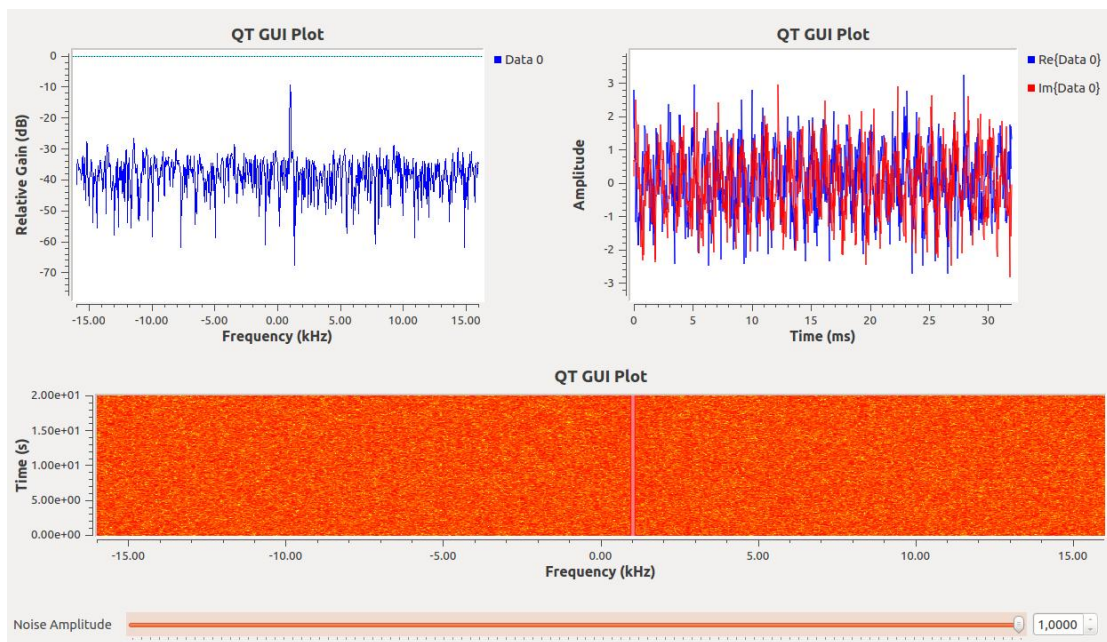 QT GUI Plot
Data 0
Relative Gain (dB)
0
-10
-20
-30
-40
-50
-60
-70
-15.00 -10.00 -5.00 0.00 5.00 10.00 15.00
Frequency (kHz)
QT GUI Plot
Re{Data 0}
Im{Data 0}
Amplitude
3
2
1
0
-1
-2
-3
0 5 10 15 20 25 30
Time (ms)
QT GUI Plot
Time (s)
2.00e+01
1.50e+01
1.00e+01
5.00e+00
0.00e+00
-15.00 -10.00 -5.00 0.00 5.00 10.00 15.00
Frequency (kHz)
Noise Amplitude 1,0000